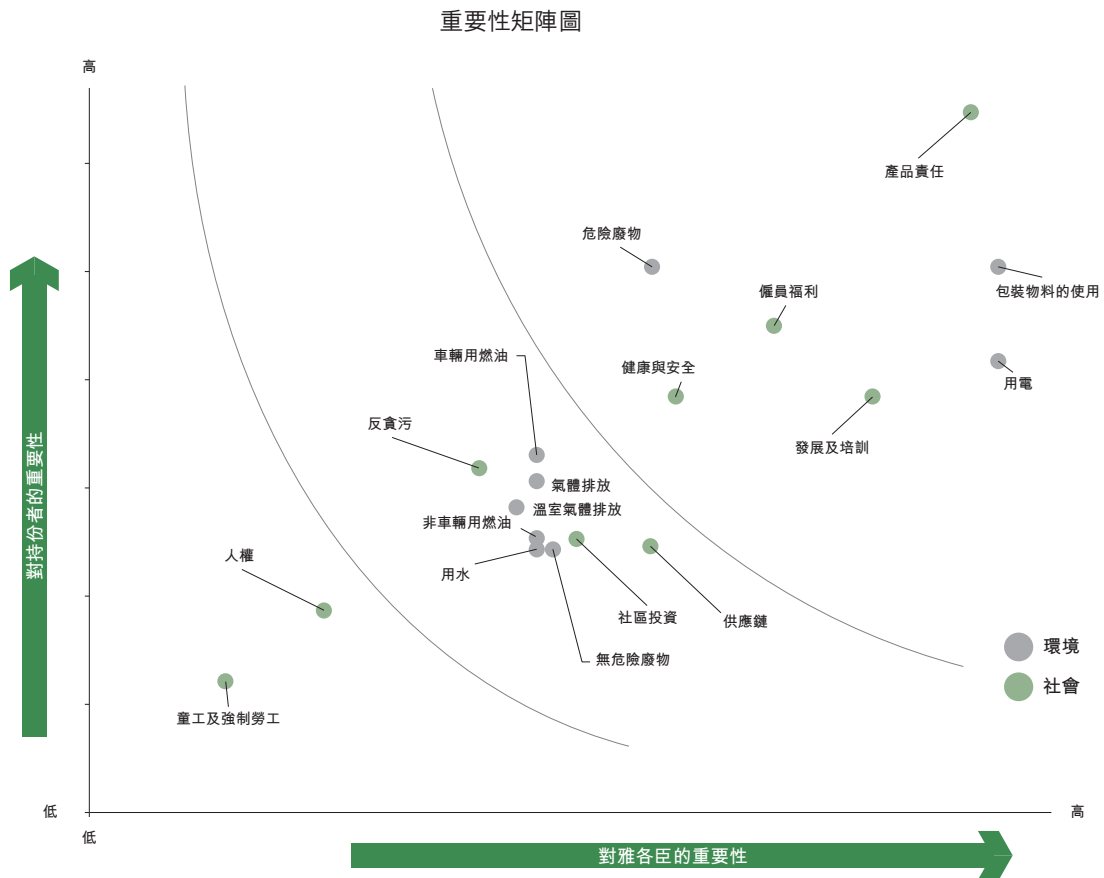 重要性矩陣圖
高
產品責任
危險廢物
僱員福利
包裝物料的使用
車輛用燃油
健康與安全
用電
反貪污
發展及培訓
氣體排放
溫室氣體排放
非車輛用燃油
對持份者的重要性
人權
用水
社區投資
供應鏈
無危險廢物
環境
社會
童工及強制勞工
低
高
低
對雅各臣的重要性